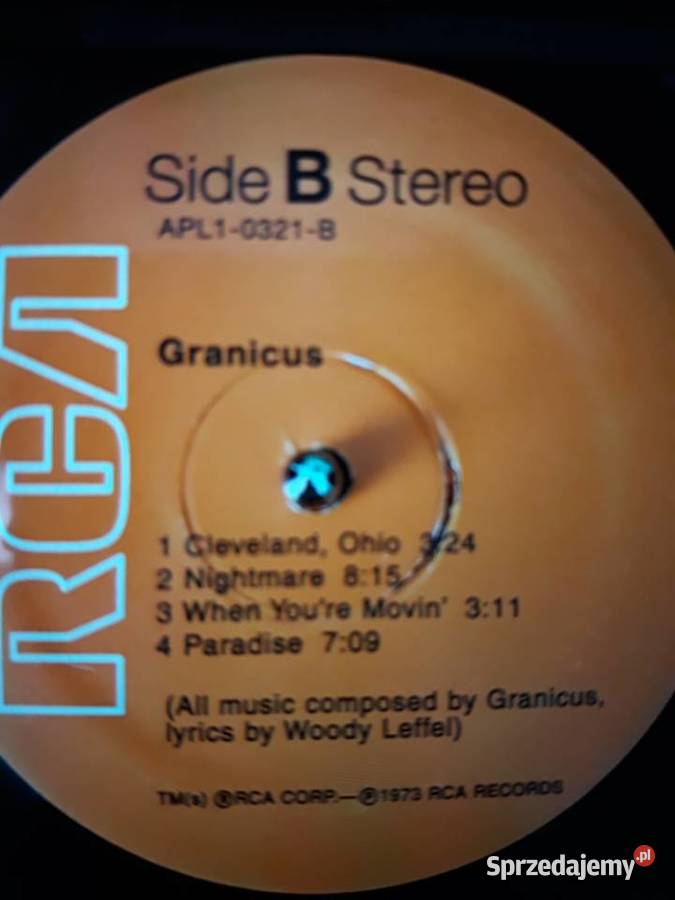 Side B Stereo
APL1-0321-B
RCA
Granicus
1 Cleveland, Ohio 3:24
2 Nightmare 8:15
3 When You're Movin' 3:11
4 Paradise 7:09
(All music composed by Granicus,
lyrics by Woody Leffel)
TM(s) ®RCA CORP.—℗1973 RCA RECORDS
Sprzedajemy.pl